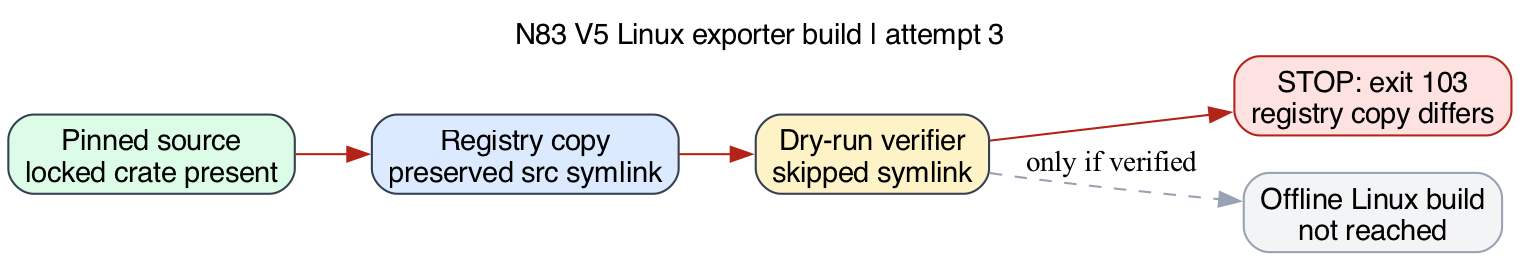 N83 V5 Linux exporter build | attempt 3
Pinned source
locked crate present
Registry copy
preserved src symlink
Dry-run verifier
skipped symlink
STOP: exit 103
registry copy differs
only if verified
Offline Linux build
not reached